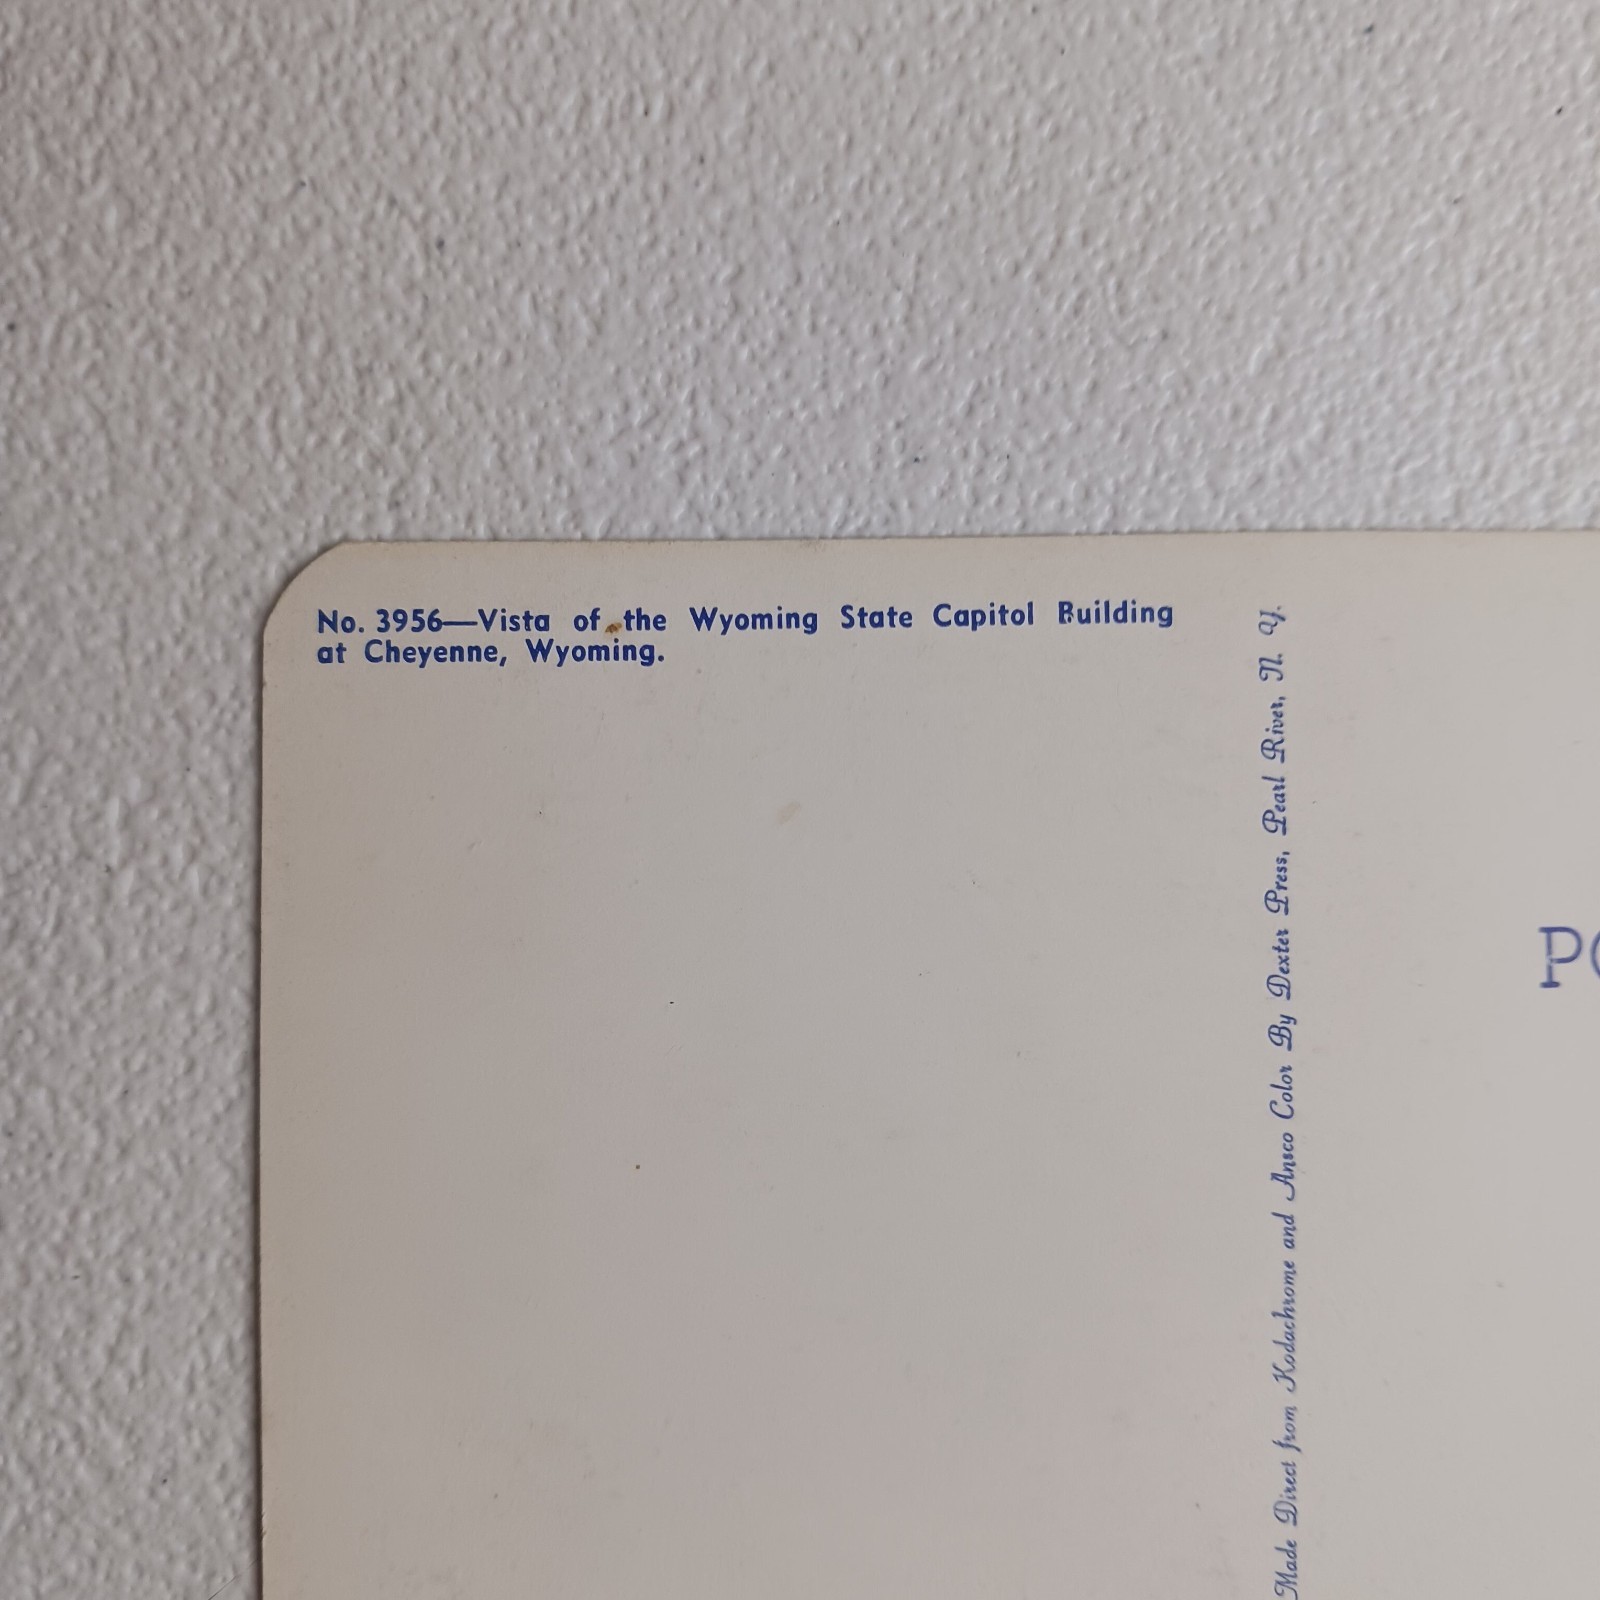 No. 3956—Vista of the Wyoming State Capitol Building
at Cheyenne, Wyoming.
Made Direct from Kodachrome and Ansco Color By Dexter Press, Pearl River, N. Y.